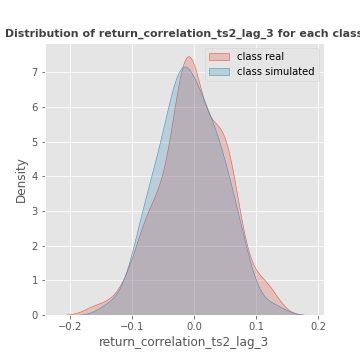 Distribution of return_correlation_ts2_lag_3 for each class
class real
class simulated
Density
7
6
5
4
3
2
1
0
−0.2 −0.1 0.0 0.1 0.2
return_correlation_ts2_lag_3